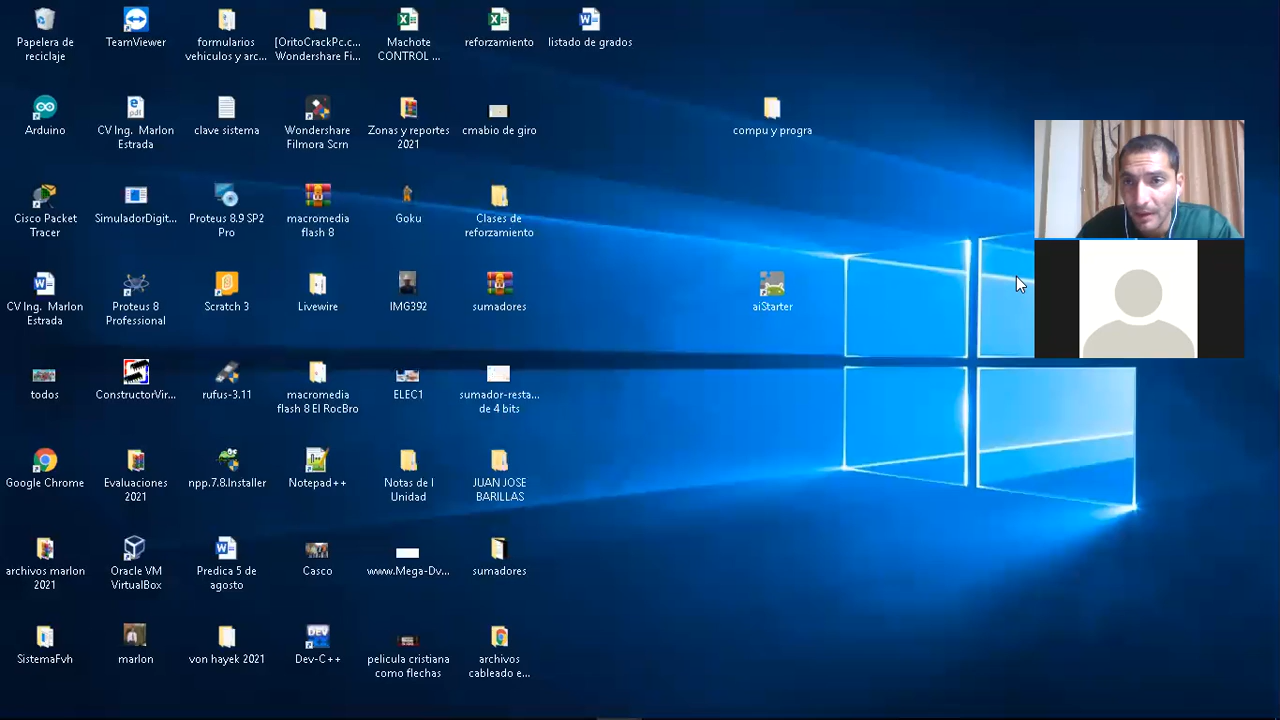 Papelera de
reciclaje
TeamViewer
formularios
vehiculos y arc...
[OritoCrackPc.c...
Wondershare Fi...
Machote
CONTROL ...
reforzamiento
listado de grados
Arduino
CV Ing. Marlon
Estrada
clave sistema
Wondershare
Filmora Scrn
Zonas y reportes
2021
cmabio de giro
compu y progra
Cisco Packet
Tracer
SimuladorDigit...
Proteus 8.9 SP2
Pro
macromedia
flash 8
Goku
Clases de
reforzamiento
CV Ing. Marlon
Estrada
Proteus 8
Professional
Scratch 3
Livewire
IMG392
sumadores
aiStarter
todos
ConstructorVir...
rufus-3.11
macromedia
flash 8 El RocBro
ELEC1
sumador-resta...
de 4 bits
Google Chrome
Evaluaciones
2021
npp.7.8.Installer
Notepad++
Notas de I
Unidad
JUAN JOSE
BARILLAS
archivos marlon
2021
Oracle VM
VirtualBox
Predica 5 de
agosto
Casco
www.Mega-Dv...
sumadores
SistemaFvh
marlon
von hayek 2021
DEV
Dev-C++
pelicula cristiana
como flechas
archivos
cableado e...